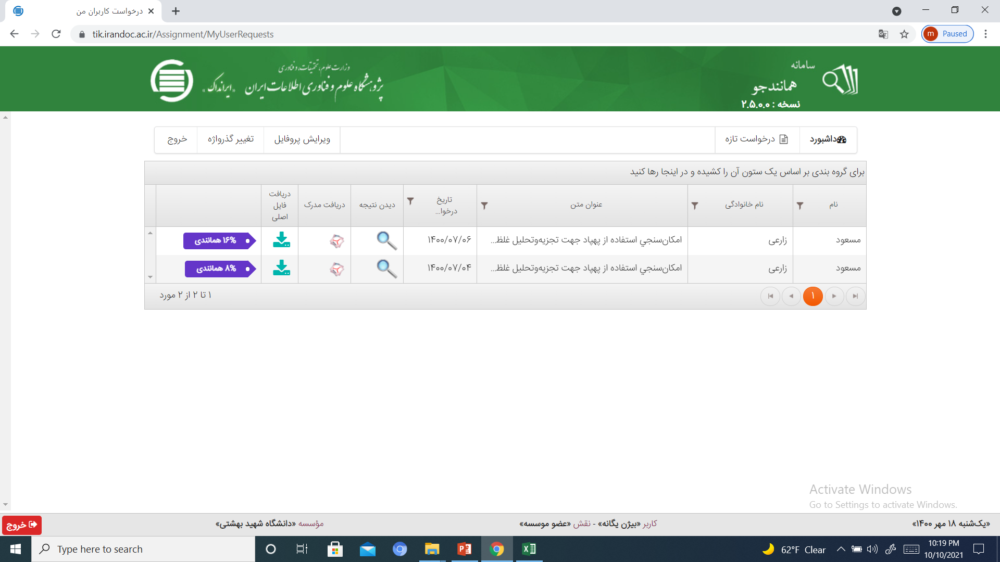 درخواست کاربران من
tik.irandoc.ac.ir/Assignment/MyUserRequests
m Paused
وزارت علوم، تحقیقات، و فناوری
پژوهشگاه علوم و فناوری اطلاعات ایران «ایرانداک»
سامانه
همانندجو
نسخه : ۲.۵.۰.۰
داشبورد
درخواست تازه
ویرایش پروفایل
تغییر گذرواژه
خروج
برای گروه بندی بر اساس یک ستون آن را کشیده و در اینجا رها کنید
نام
نام خانوادگی
عنوان متن
تاریخ
درخوا...
دیدن نتیجه
دریافت مدرک
دریافت
فایل
اصلی
مسعود زارعی امکان‌سنجي استفاده از پهپاد جهت تجزیه‌وتحلیل غلظ... ۱۴۰۰/۰۷/۰۶ ۱۶% همانندی
مسعود زارعی امکان‌سنجي استفاده از پهپاد جهت تجزیه‌وتحلیل غلظ... ۱۴۰۰/۰۷/۰۴ ۸% همانندی
۱
۱ تا ۲ از ۲ مورد
Activate Windows
Go to Settings to activate Windows.
«یک‌شنبه ۱۸ مهر ۱۴۰۰»
کاربر «بیژن یگانه» - نقش «عضو موسسه»
مؤسسه «دانشگاه شهید بهشتی»
خروج
Type here to search
62°F Clear
10:19 PM
10/10/2021